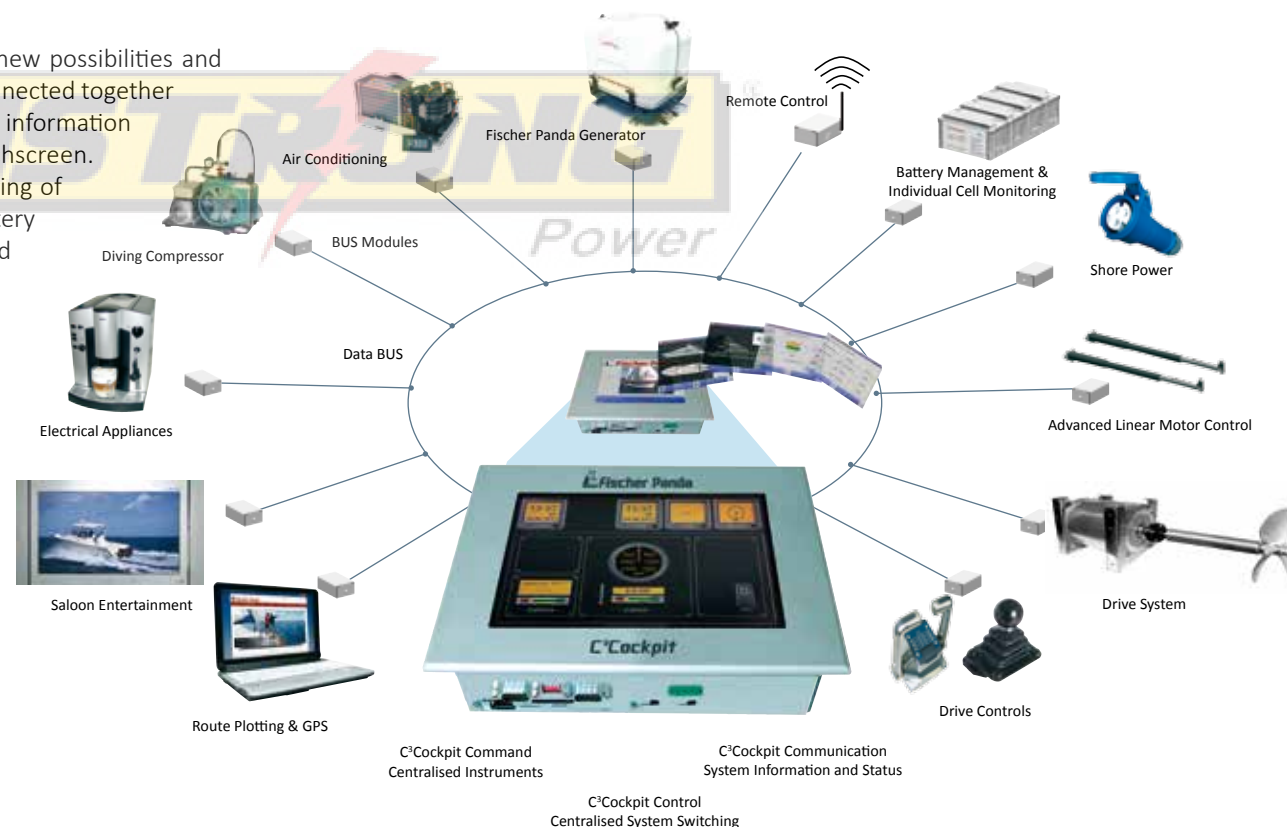 new possibilities and
nnected together
information
hscreen.
ing of
tery
d
STRONG
Power
Remote Control
Fischer Panda Generator
Air Conditioning
Battery Management &
Individual Cell Monitoring
BUS Modules
Diving Compressor
Shore Power
Data BUS
Advanced Linear Motor Control
Electrical Appliances
Fischer Panda
Saloon Entertainment
Drive System
C³Cockpit
Drive Controls
Route Plotting & GPS
C³Cockpit Command
Centralised Instruments
C³Cockpit Communication
System Information and Status
C³Cockpit Control
Centralised System Switching